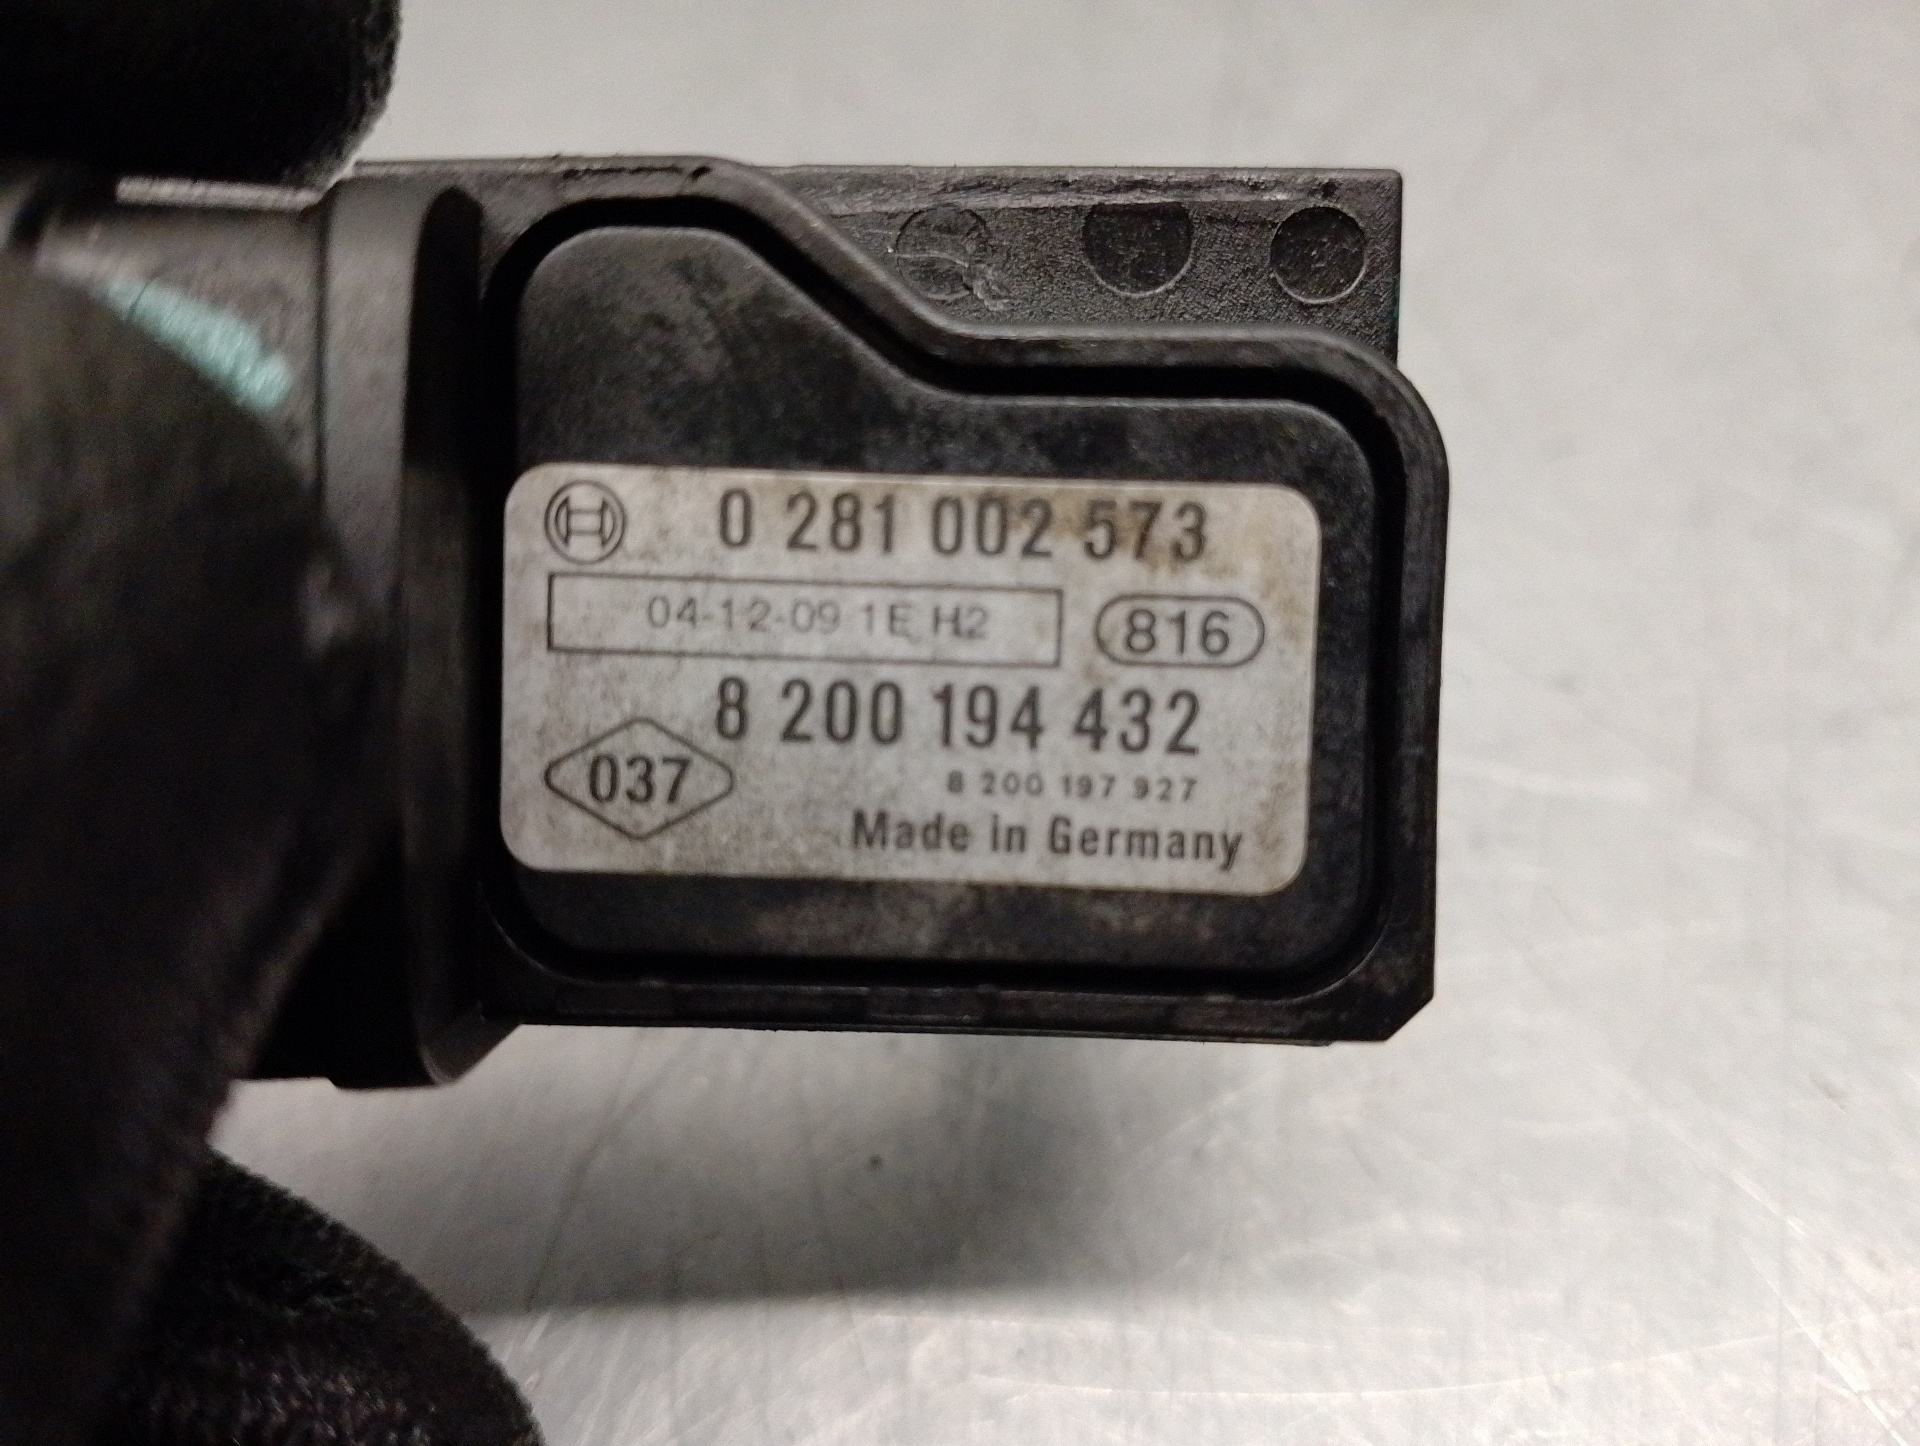 0 281 002 573
04-12-09 1E H2 816
8 200 194 432
037
8 200 197 927
Made in Germany